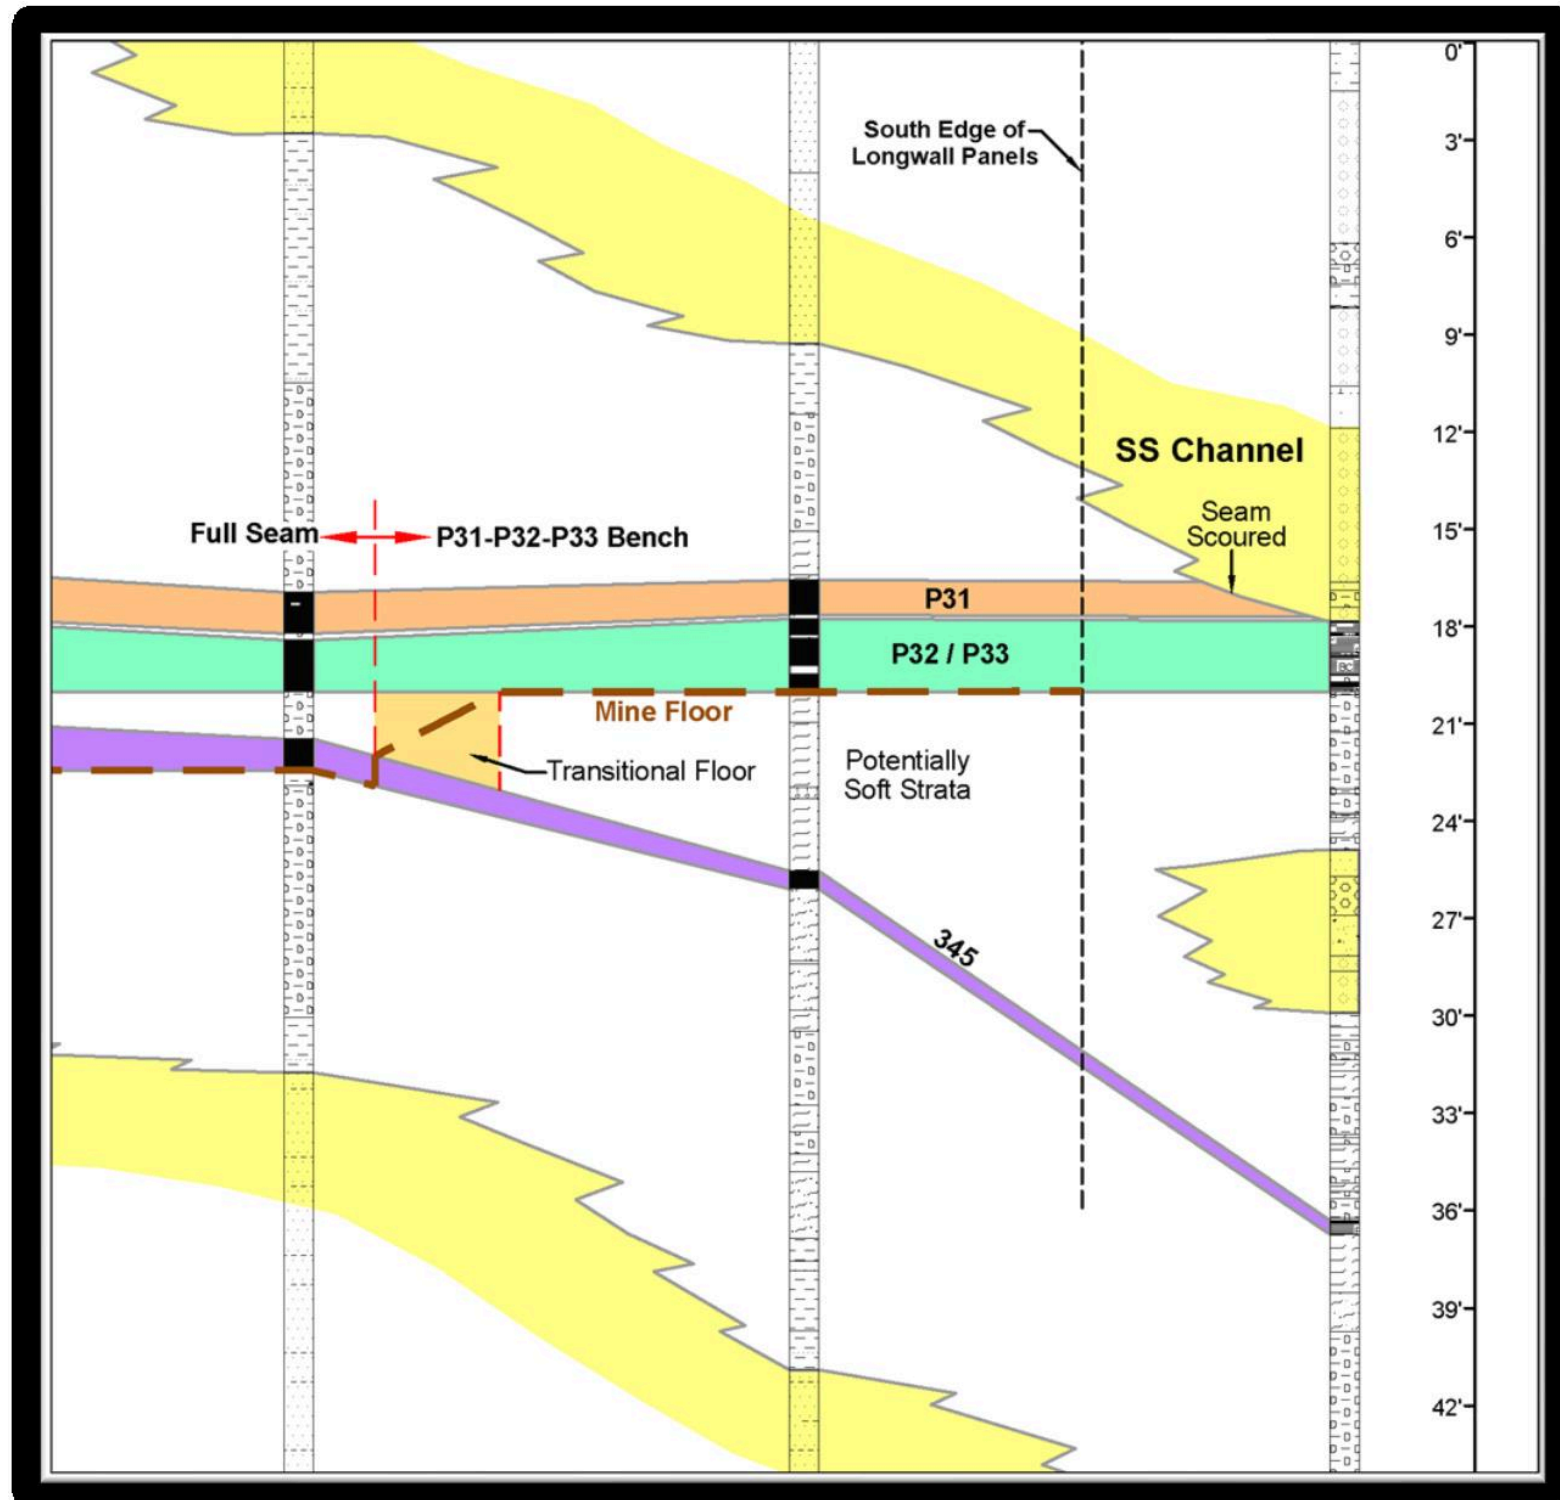 0'
South Edge of
Longwall Panels
3'
6'
9'
12'
SS Channel
15'
Seam
Scoured
Full Seam
P31-P32-P33 Bench
P31
18'
P32 / P33
Mine Floor
21'
Transitional Floor
Potentially
Soft Strata
24'
27'
345
30'
33'
36'
39'
42'